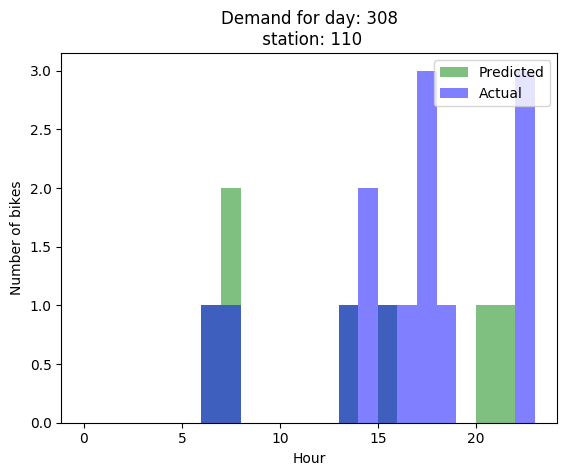 Demand for day: 308
station: 110
Predicted
Actual
3.0
2.5
2.0
1.5
1.0
0.5
0.0
Number of bikes
0 5 10 15 20
Hour